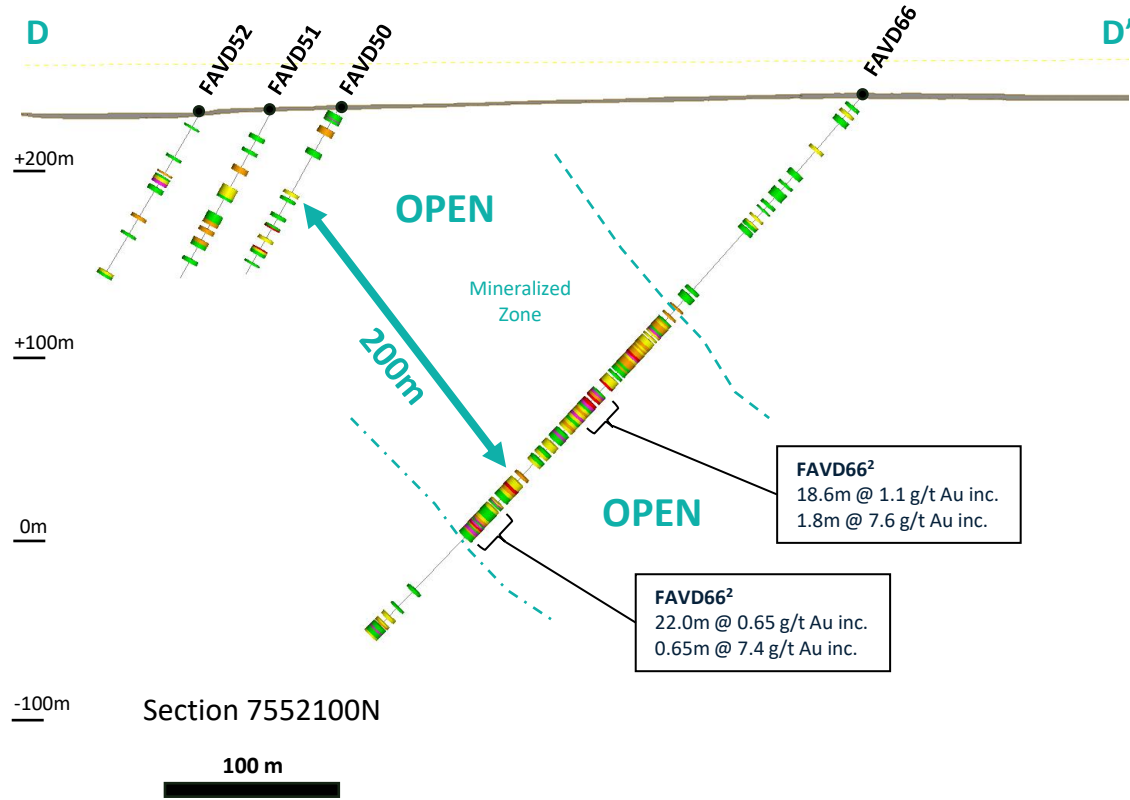 D
D'
FAVD52
FAVD51
FAVD50
FAVD66
+200m
OPEN
Mineralized
Zone
+100m
200m
FAVD66²
18.6m @ 1.1 g/t Au inc.
1.8m @ 7.6 g/t Au inc.
OPEN
0m
FAVD66²
22.0m @ 0.65 g/t Au inc.
0.65m @ 7.4 g/t Au inc.
-100m
Section 7552100N
100 m